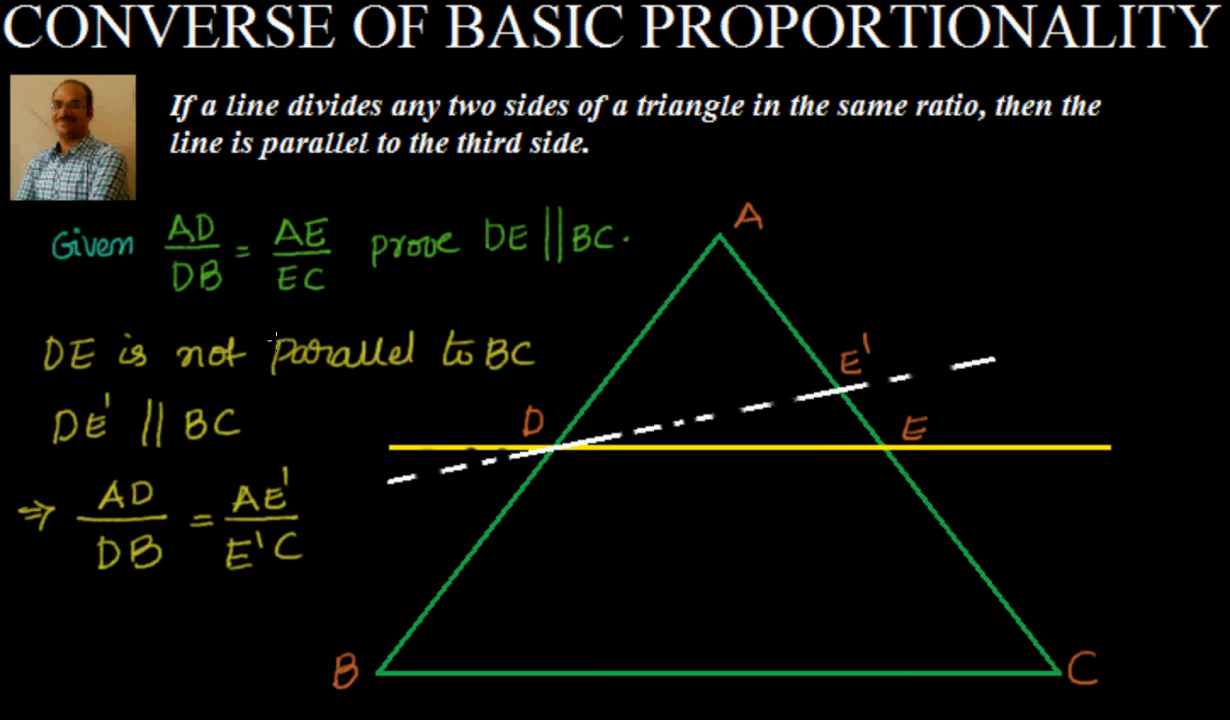 CONVERSE OF BASIC PROPORTIONALITY
If a line divides any two sides of a triangle in the same ratio, then the
line is parallel to the third side.
Given AD/DB = AE/EC prove DE || BC.
DE is not parallel to BC
DE' || BC
⇒ AD/DB = AE'/E'C
A
E'
D
E
B
C